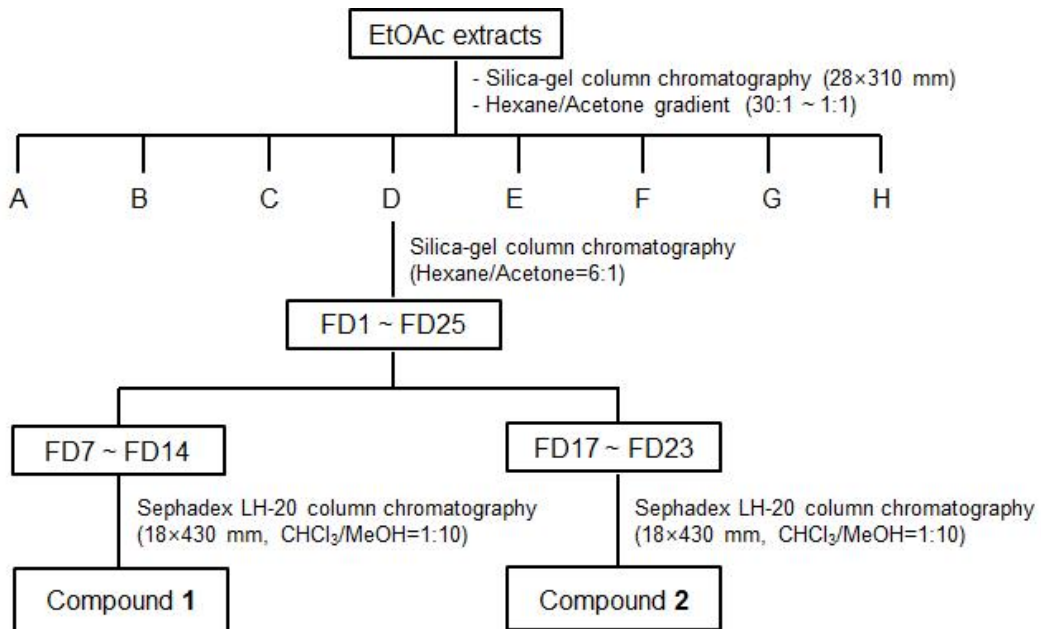 EtOAc extracts
- Silica-gel column chromatography (28×310 mm)
- Hexane/Acetone gradient (30:1 ~ 1:1)
A B C D E F G H
Silica-gel column chromatography
(Hexane/Acetone=6:1)
FD1 ~ FD25
FD7 ~ FD14
FD17 ~ FD23
Sephadex LH-20 column chromatography
(18×430 mm, CHCl₃/MeOH=1:10)
Sephadex LH-20 column chromatography
(18×430 mm, CHCl₃/MeOH=1:10)
Compound 1
Compound 2